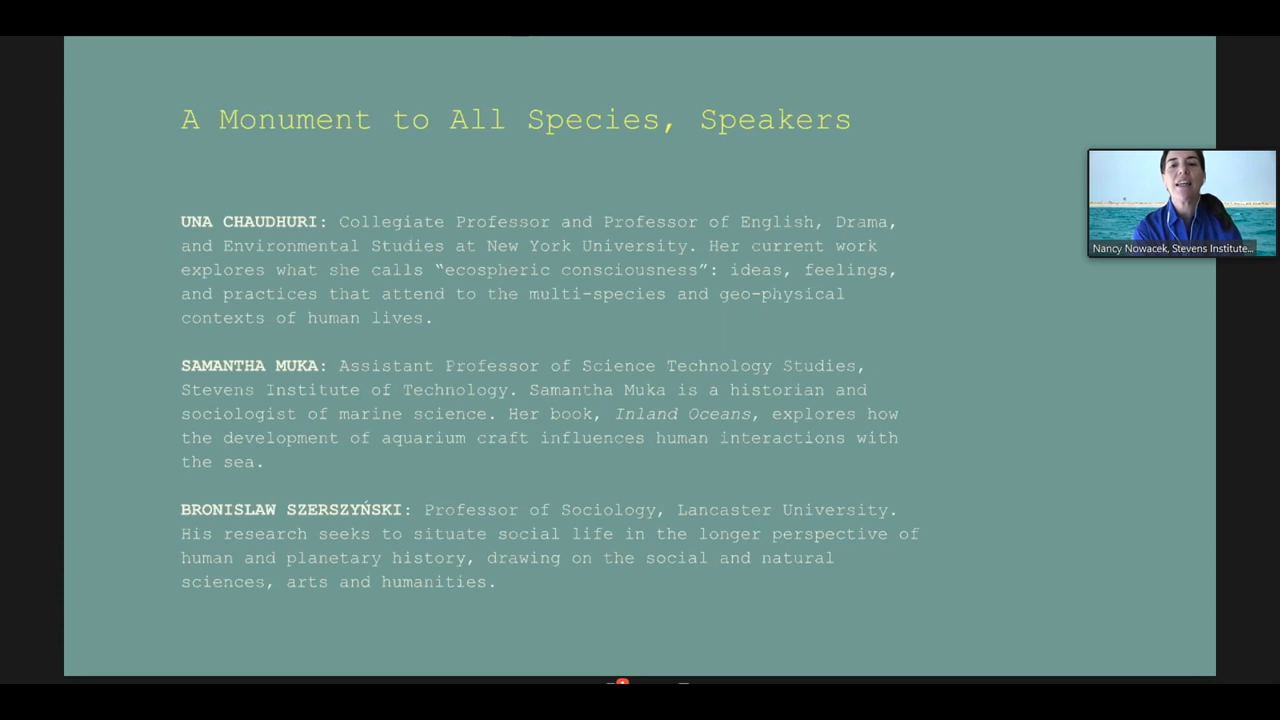 A Monument to All Species, Speakers
UNA CHAUDHURI: Collegiate Professor and Professor of English, Drama,
and Environmental Studies at New York University. Her current work
explores what she calls “ecospheric consciousness”: ideas, feelings,
and practices that attend to the multi-species and geo-physical
contexts of human lives.
SAMANTHA MUKA: Assistant Professor of Science Technology Studies,
Stevens Institute of Technology. Samantha Muka is a historian and
sociologist of marine science. Her book, Inland Oceans, explores how
the development of aquarium craft influences human interactions with
the sea.
BRONISLAW SZERSZYŃSKI: Professor of Sociology, Lancaster University.
His research seeks to situate social life in the longer perspective of
human and planetary history, drawing on the social and natural
sciences, arts and humanities.
Nancy Nowacek, Stevens Institute...